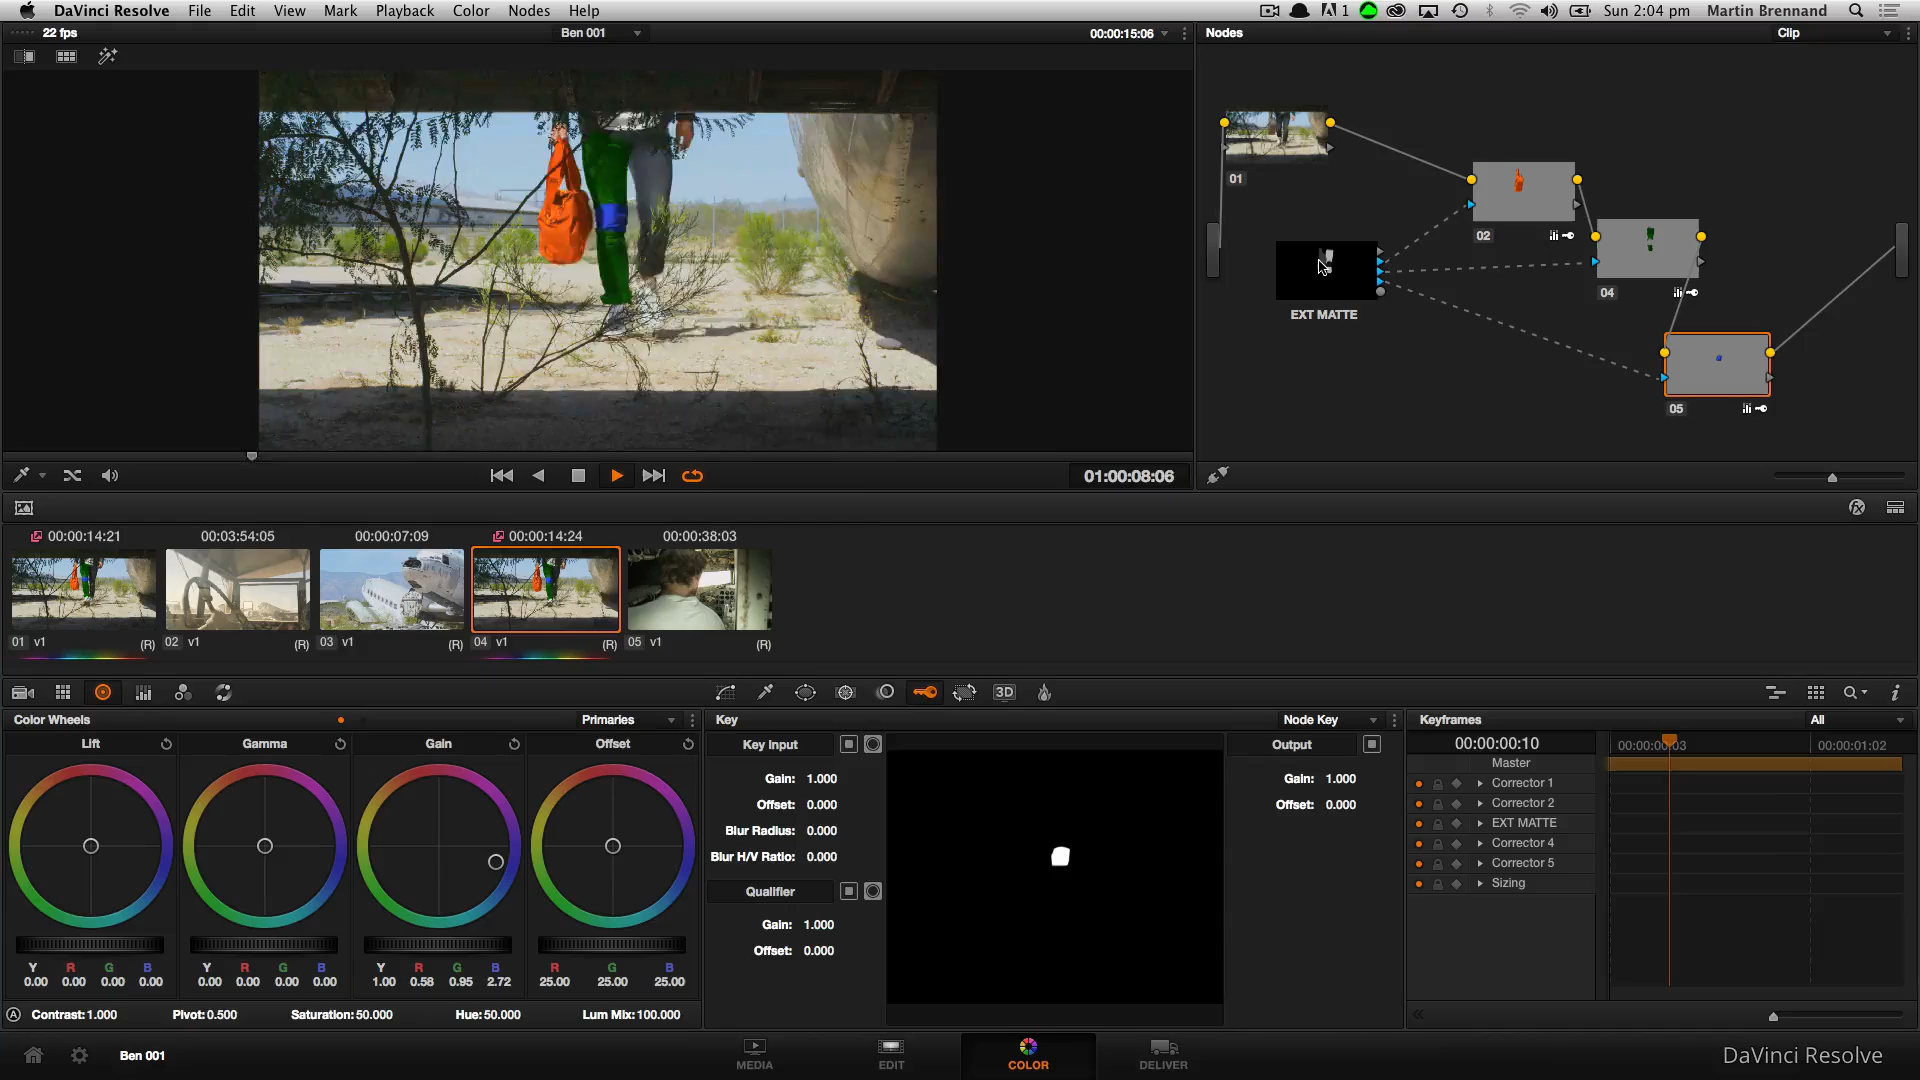 DaVinci Resolve File Edit View Mark Playback Color Nodes Help 1 Sun 2:04 pm Martin Brennand
22 fps Ben 001 00:00:15:06 Nodes Clip
01
02
04
EXT MATTE
05
01:00:08:06
00:00:14:21 00:03:54:05 00:00:07:09 00:00:14:24 00:00:38:03
01 v1 (R) 02 v1 (R) 03 v1 (R) 04 v1 (R) 05 v1 (R)
3D
Color Wheels Primaries Key Node Key Keyframes All
Lift Gamma Gain Offset Key Input Output 00:00:00:10 00:00:00:03 00:00:01:02
Master
Gain: 1.000 Gain: 1.000 Corrector 1
Offset: 0.000 Offset: 0.000 Corrector 2
Blur Radius: 0.000 EXT MATTE
Blur H/V Ratio: 0.000 Corrector 4
Corrector 5
Qualifier Sizing
Gain: 1.000
Offset: 0.000
Y R G B Y R G B Y R G B R G B
0.00 0.00 0.00 0.00 0.00 0.00 0.00 0.00 1.00 0.58 0.95 2.72 25.00 25.00 25.00
A Contrast:1.000 Pivot:0.500 Saturation:50.000 Hue:50.000 Lum Mix:100.000
Ben 001 MEDIA EDIT COLOR DELIVER DaVinci Resolve